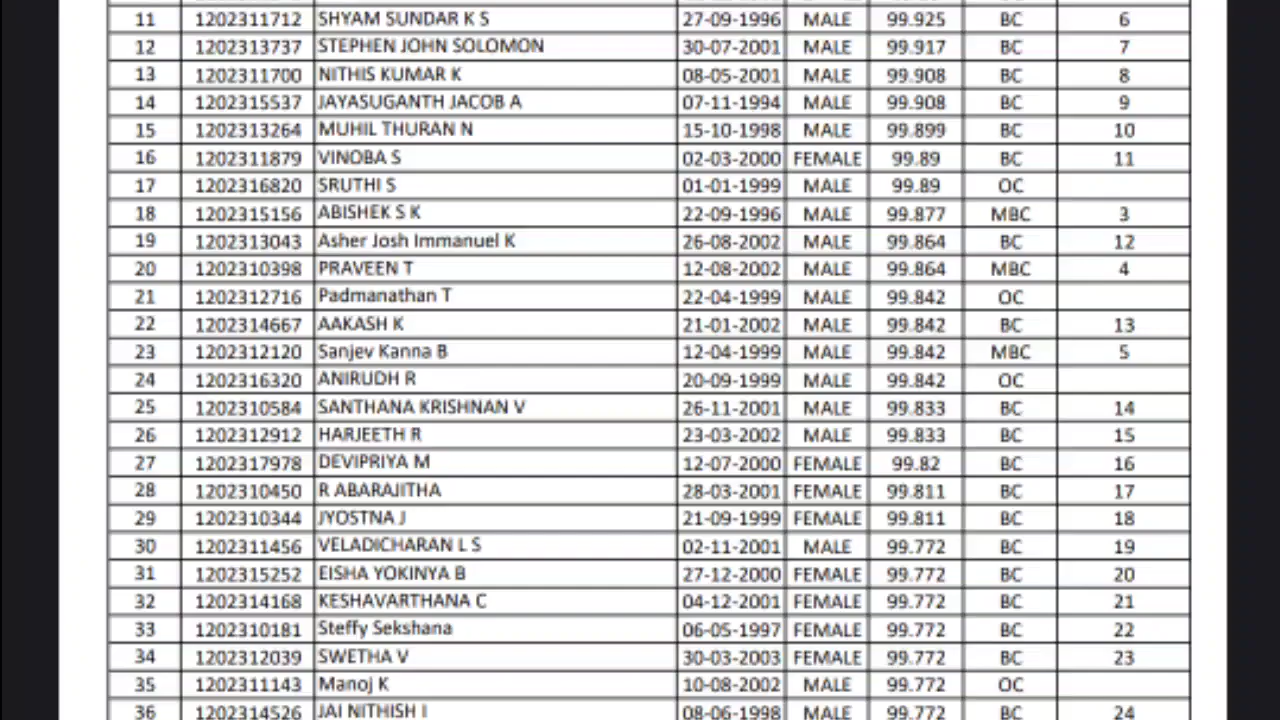 11 1202311712 SHYAM SUNDAR K S 27-09-1996 MALE 99.925 BC 6
12 1202313737 STEPHEN JOHN SOLOMON 30-07-2001 MALE 99.917 BC 7
13 1202311700 NITHIS KUMAR K 08-05-2001 MALE 99.908 BC 8
14 1202315537 JAYASUGANTH JACOB A 07-11-1994 MALE 99.908 BC 9
15 1202313264 MUHIL THURAN N 15-10-1998 MALE 99.899 BC 10
16 1202311879 VINOBA S 02-03-2000 FEMALE 99.89 BC 11
17 1202316820 SRUTHI S 01-01-1999 MALE 99.89 OC
18 1202315156 ABISHEK S K 22-09-1996 MALE 99.877 MBC 3
19 1202313043 Asher Josh Immanuel K 26-08-2002 MALE 99.864 BC 12
20 1202310398 PRAVEEN T 12-08-2002 MALE 99.864 MBC 4
21 1202312716 Padmanathan T 22-04-1999 MALE 99.842 OC
22 1202314667 AAKASH K 21-01-2002 MALE 99.842 BC 13
23 1202312120 Sanjev Kanna B 12-04-1999 MALE 99.842 MBC 5
24 1202316320 ANIRUDH R 20-09-1999 MALE 99.842 OC
25 1202310584 SANTHANA KRISHNAN V 26-11-2001 MALE 99.833 BC 14
26 1202312912 HARJEETH R 23-03-2002 MALE 99.833 BC 15
27 1202317978 DEVIPRIYA M 12-07-2000 FEMALE 99.82 BC 16
28 1202310450 R ABARAJITHA 28-03-2001 FEMALE 99.811 BC 17
29 1202310344 JYOSTNA J 21-09-1999 FEMALE 99.811 BC 18
30 1202311456 VELADICHARAN L S 02-11-2001 MALE 99.772 BC 19
31 1202315252 EISHA YOKINYA B 27-12-2000 FEMALE 99.772 BC 20
32 1202314168 KESHAVARTHANA C 04-12-2001 FEMALE 99.772 BC 21
33 1202310181 Steffy Sekshana 06-05-1997 FEMALE 99.772 BC 22
34 1202312039 SWETHA V 30-03-2003 FEMALE 99.772 BC 23
35 1202311143 Manoj K 10-08-2002 MALE 99.772 OC
36 1202314526 JAI NITHISH I 08-06-1998 MALE 99.772 BC 24